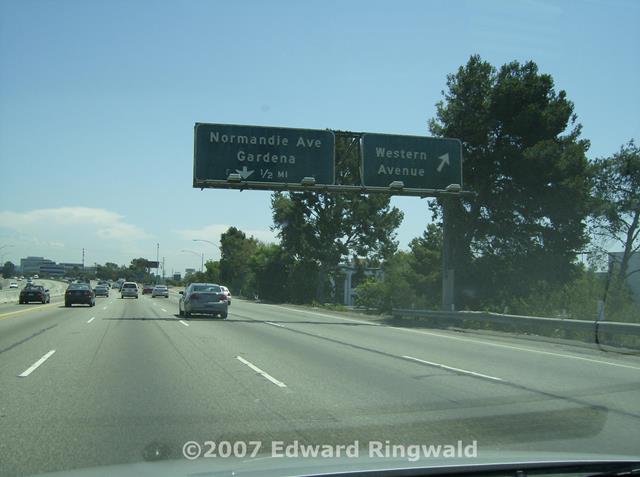 Normandie Ave
Gardena
1/2 MI
Western
Avenue
©2007 Edward Ringwald